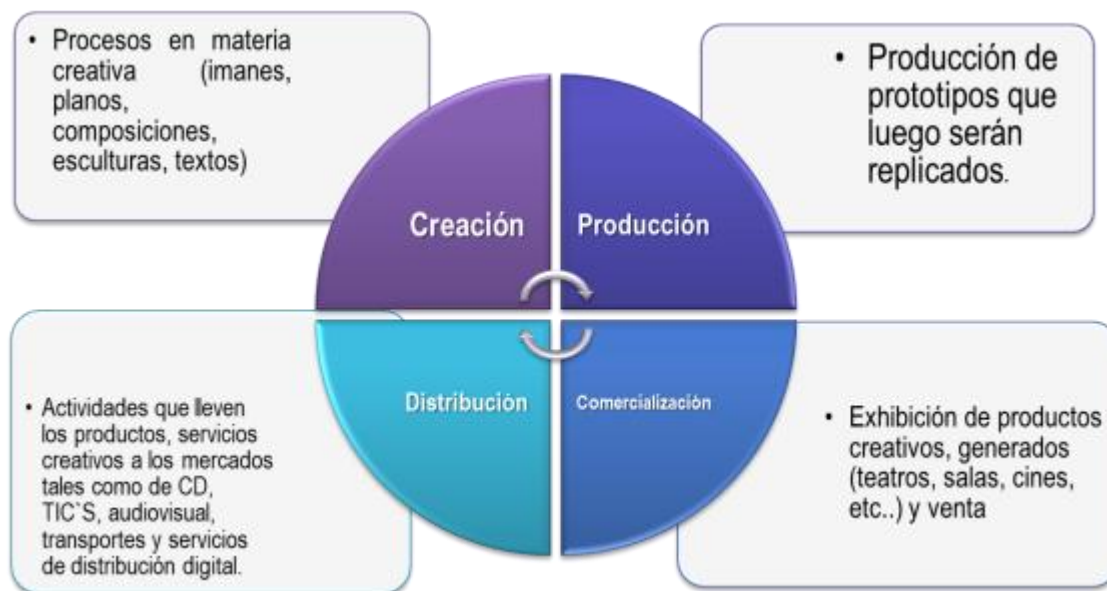 • Procesos en materia
creativa (imanes,
planos,
composiciones,
esculturas, textos)
• Producción de
prototipos que
luego serán
replicados.
Creación
Producción
Distribución
Comercialización
• Actividades que lleven
los productos, servicios
creativos a los mercados
tales como de CD,
TIC`S, audiovisual,
transportes y servicios
de distribución digital.
• Exhibición de productos
creativos, generados
(teatros, salas, cines,
etc..) y venta